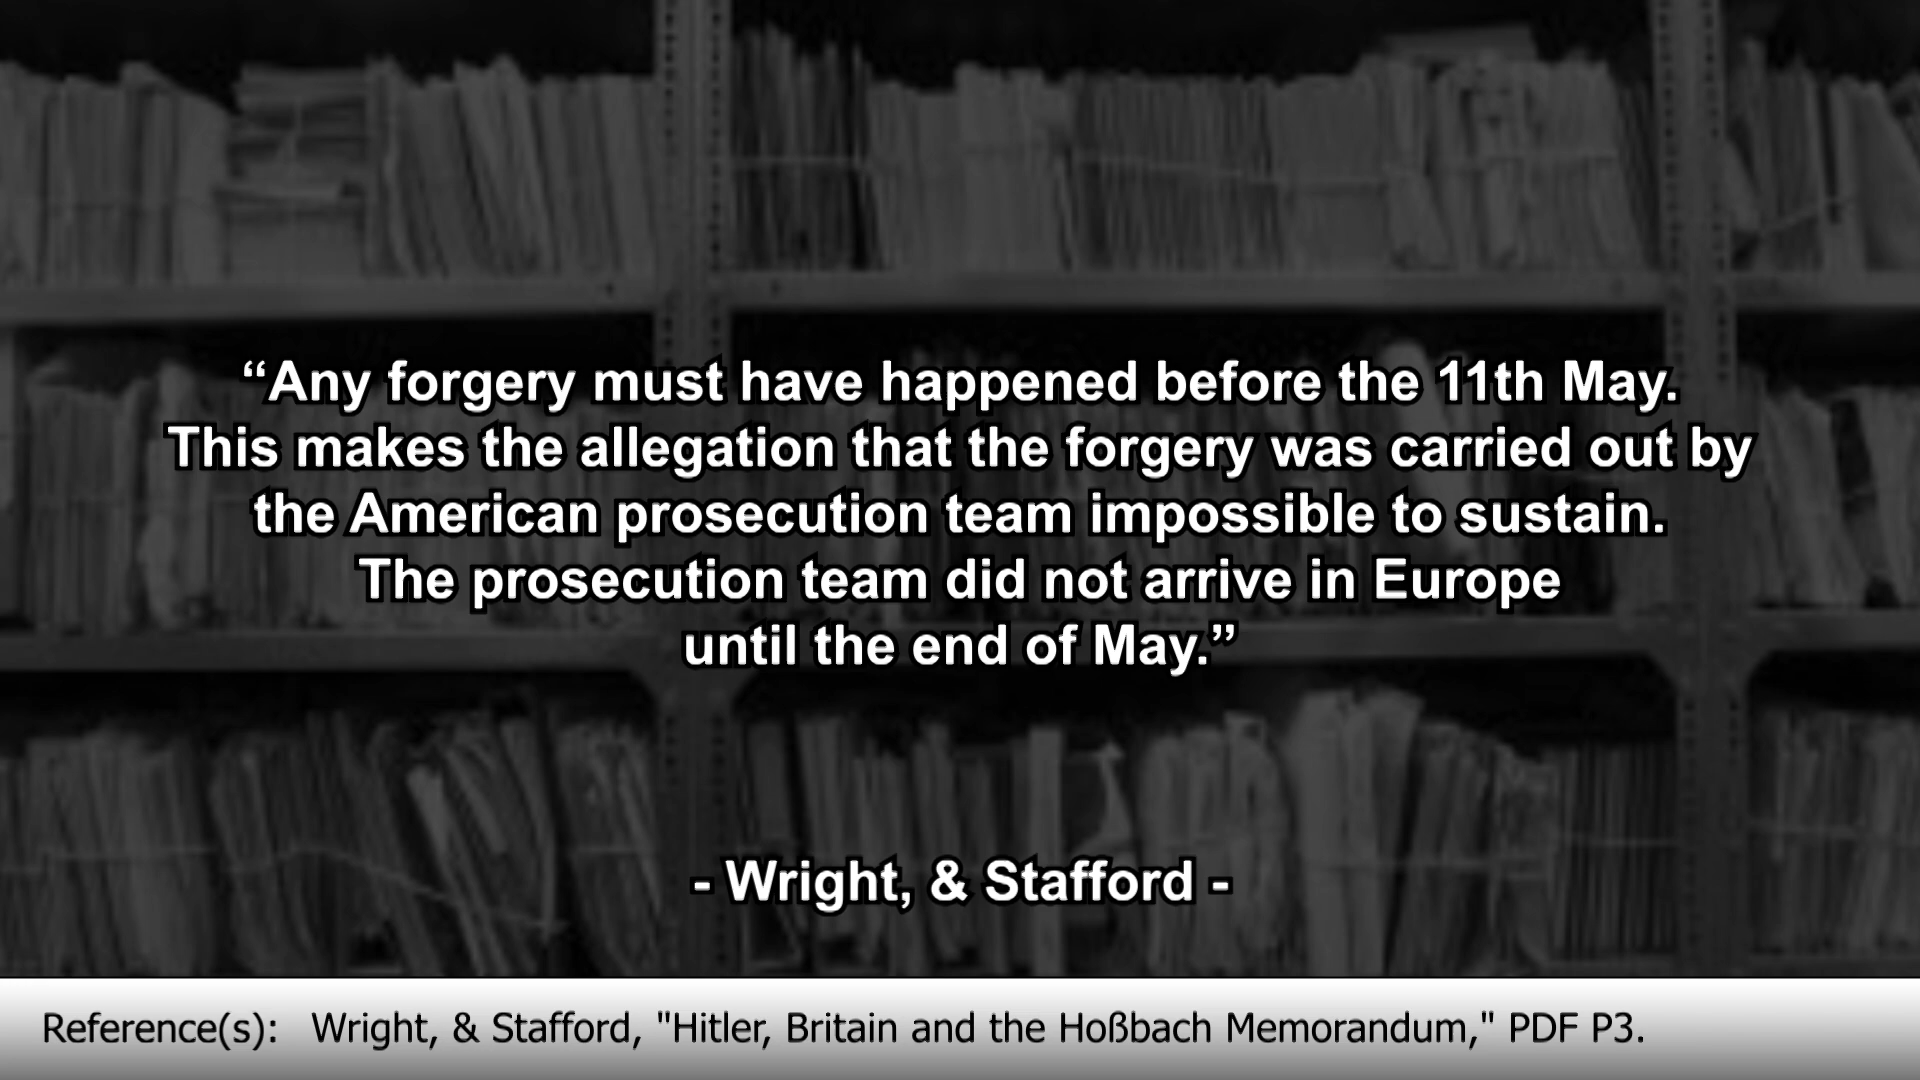 “Any forgery must have happened before the 11th May.
This makes the allegation that the forgery was carried out by
the American prosecution team impossible to sustain.
The prosecution team did not arrive in Europe
until the end of May.”
- Wright, & Stafford -
Reference(s): Wright, & Stafford, "Hitler, Britain and the Hoßbach Memorandum," PDF P3.